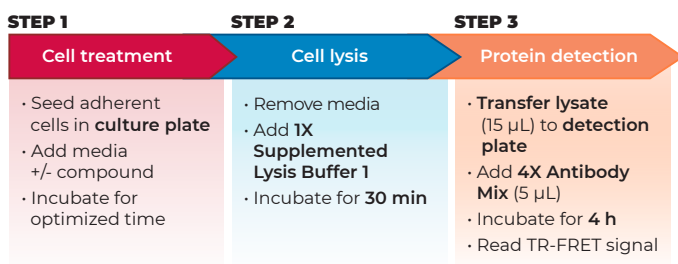 STEP 1
Cell treatment
· Seed adherent
cells in culture plate
· Add media
+/- compound
· Incubate for
optimized time
STEP 2
Cell lysis
· Remove media
· Add 1X
Supplemented
Lysis Buffer 1
· Incubate for 30 min
STEP 3
Protein detection
· Transfer lysate
(15 µL) to detection
plate
· Add 4X Antibody
Mix (5 µL)
· Incubate for 4 h
· Read TR-FRET signal